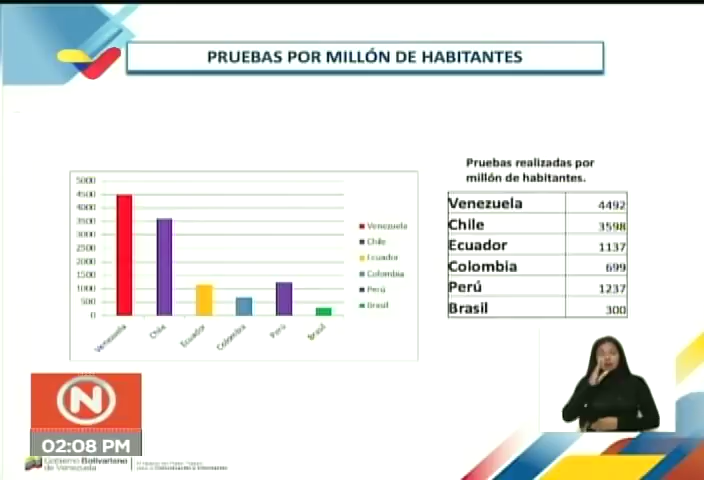 PRUEBAS POR MILLÓN DE HABITANTES
5000
4500
4000
3500
3000
2500
2000
1500
1000
500
0
Venezuela
Chile
Ecuador
Colombia
Perú
Brasil
Venezuela
Chile
Ecuador
Colombia
Perú
Brasil
Pruebas realizadas por
millón de habitantes.
Venezuela 4492
Chile 3598
Ecuador 1137
Colombia 699
Perú 1237
Brasil 300
N
02:08 PM
Gobierno Bolivariano
de Venezuela